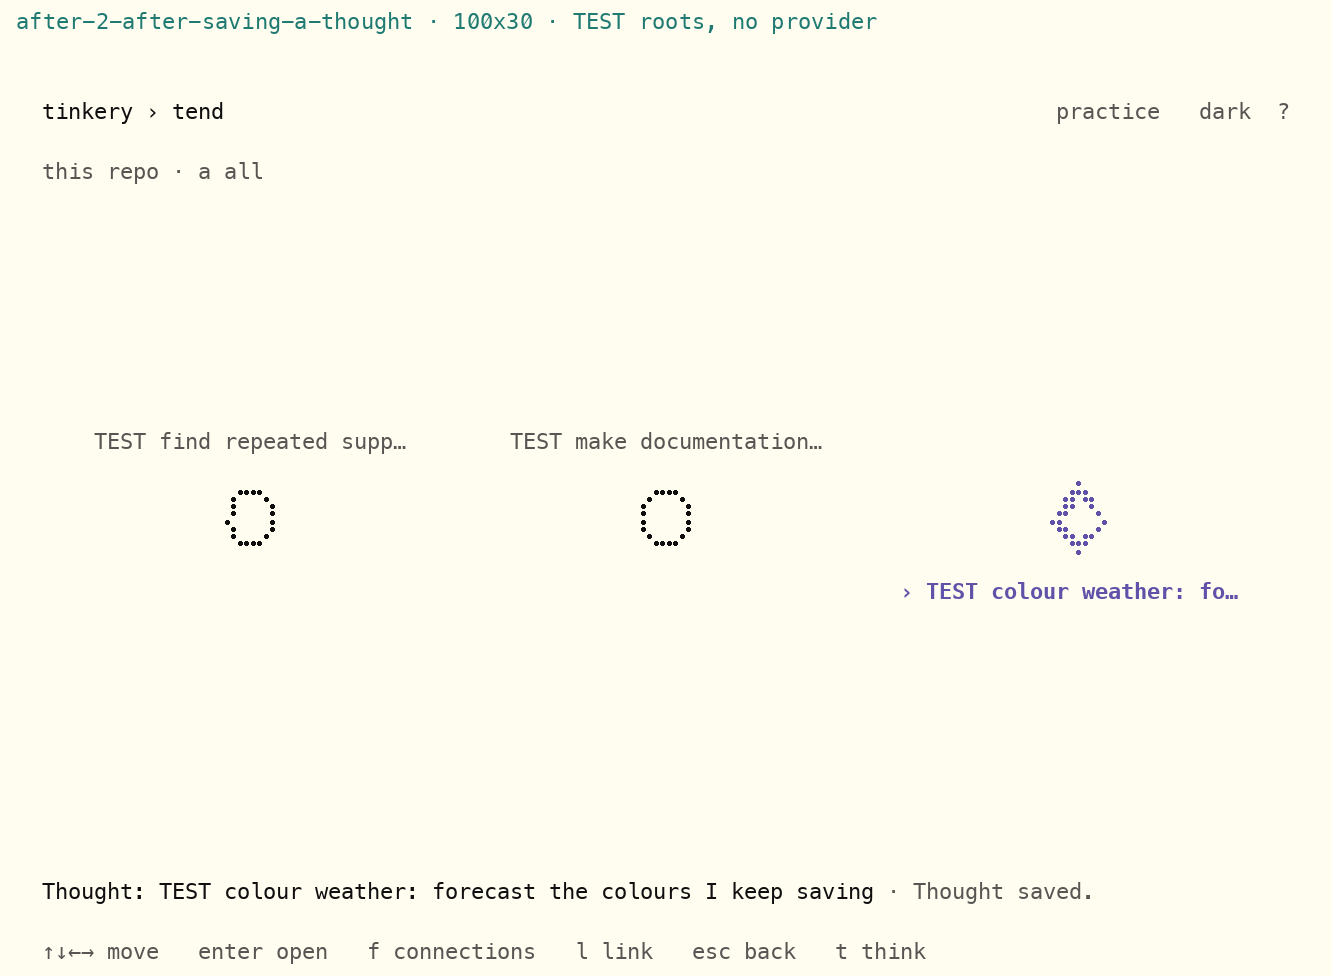 after-2-after-saving-a-thought · 100x30 · TEST roots, no provider
tinkery › tend practice dark ?
this repo · a all
TEST find repeated supp… TEST make documentation…
› TEST colour weather: fo…
Thought: TEST colour weather: forecast the colours I keep saving · Thought saved.
↑↓←→ move enter open f connections l link esc back t think